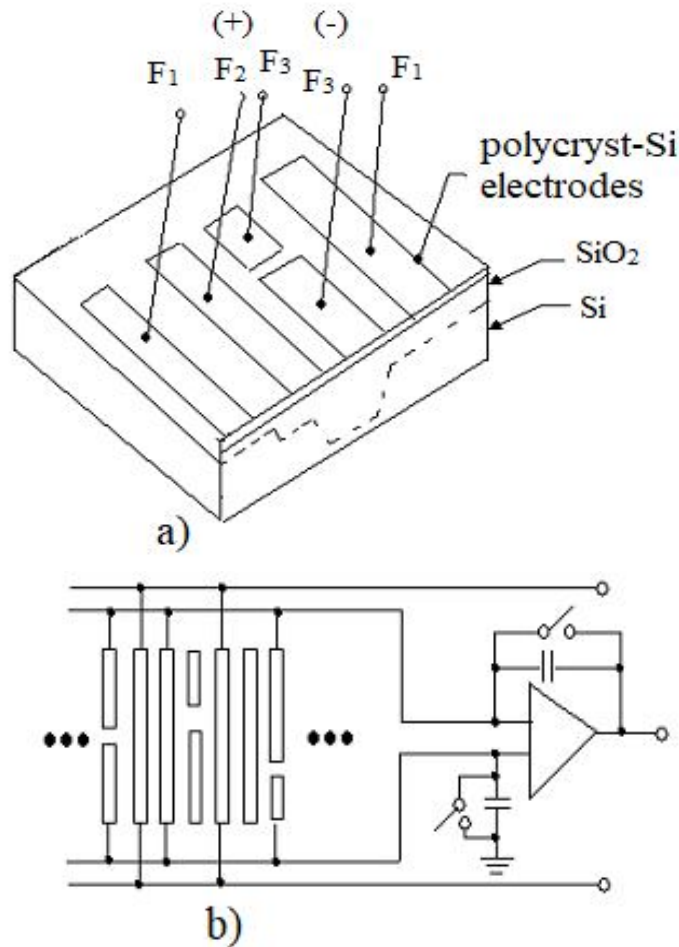 (+) (-)
F1 F2 F3 F3 F1
polycryst-Si
electrodes
SiO2
Si
a)
b)